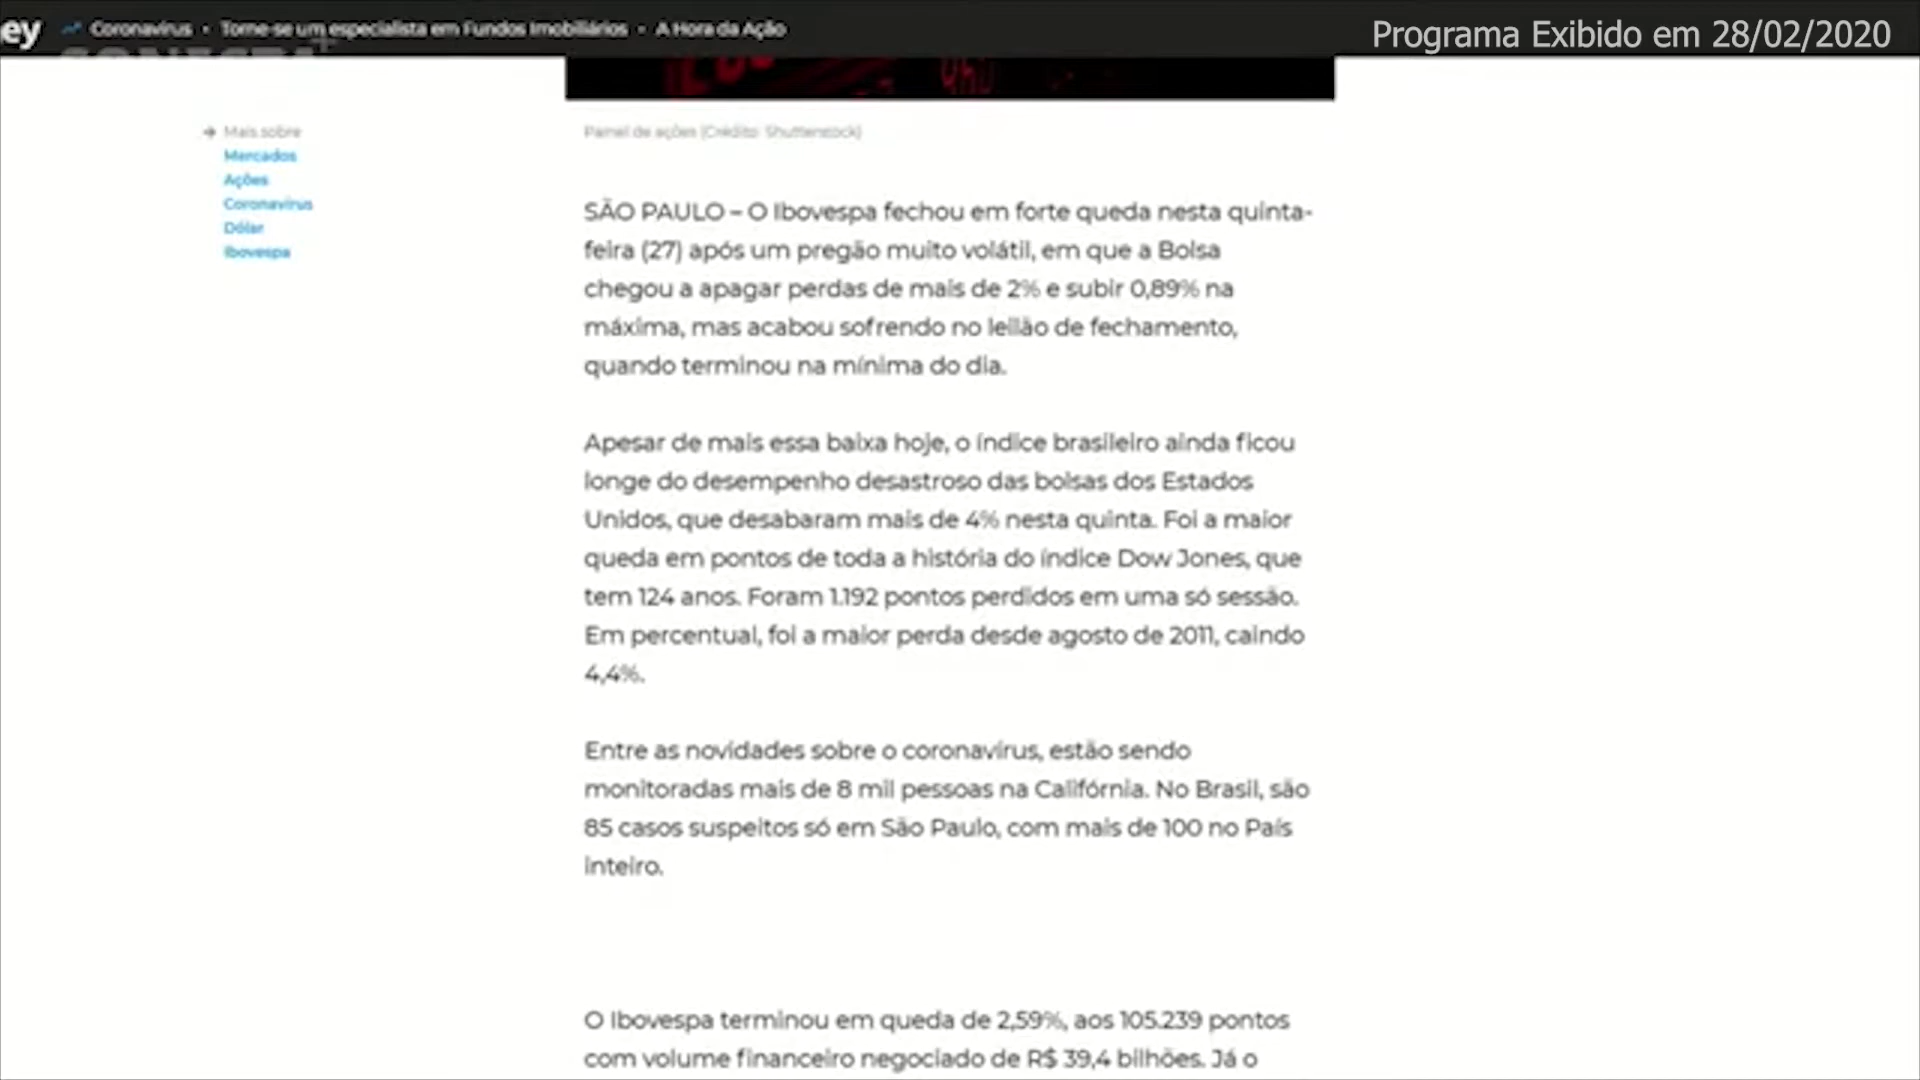 ey
Coronavírus • Torne-se um especialista em Fundos Imobiliários • A Hora da Ação
Programa Exibido em 28/02/2020
Mais sobre
Mercados
Ações
Coronavírus
Dólar
Ibovespa
Painel de ações (Crédito: Shutterstock)
SÃO PAULO – O Ibovespa fechou em forte queda nesta quinta-
feira (27) após um pregão muito volátil, em que a Bolsa
chegou a apagar perdas de mais de 2% e subir 0,89% na
máxima, mas acabou sofrendo no leilão de fechamento,
quando terminou na mínima do dia.
Apesar de mais essa baixa hoje, o índice brasileiro ainda ficou
longe do desempenho desastroso das bolsas dos Estados
Unidos, que desabaram mais de 4% nesta quinta. Foi a maior
queda em pontos de toda a história do índice Dow Jones, que
tem 124 anos. Foram 1.192 pontos perdidos em uma só sessão.
Em percentual, foi a maior perda desde agosto de 2011, caindo
4,4%.
Entre as novidades sobre o coronavírus, estão sendo
monitoradas mais de 8 mil pessoas na Califórnia. No Brasil, são
85 casos suspeitos só em São Paulo, com mais de 100 no País
inteiro.
O Ibovespa terminou em queda de 2,59%, aos 105.239 pontos
com volume financeiro negociado de R$ 39,4 bilhões. Já o